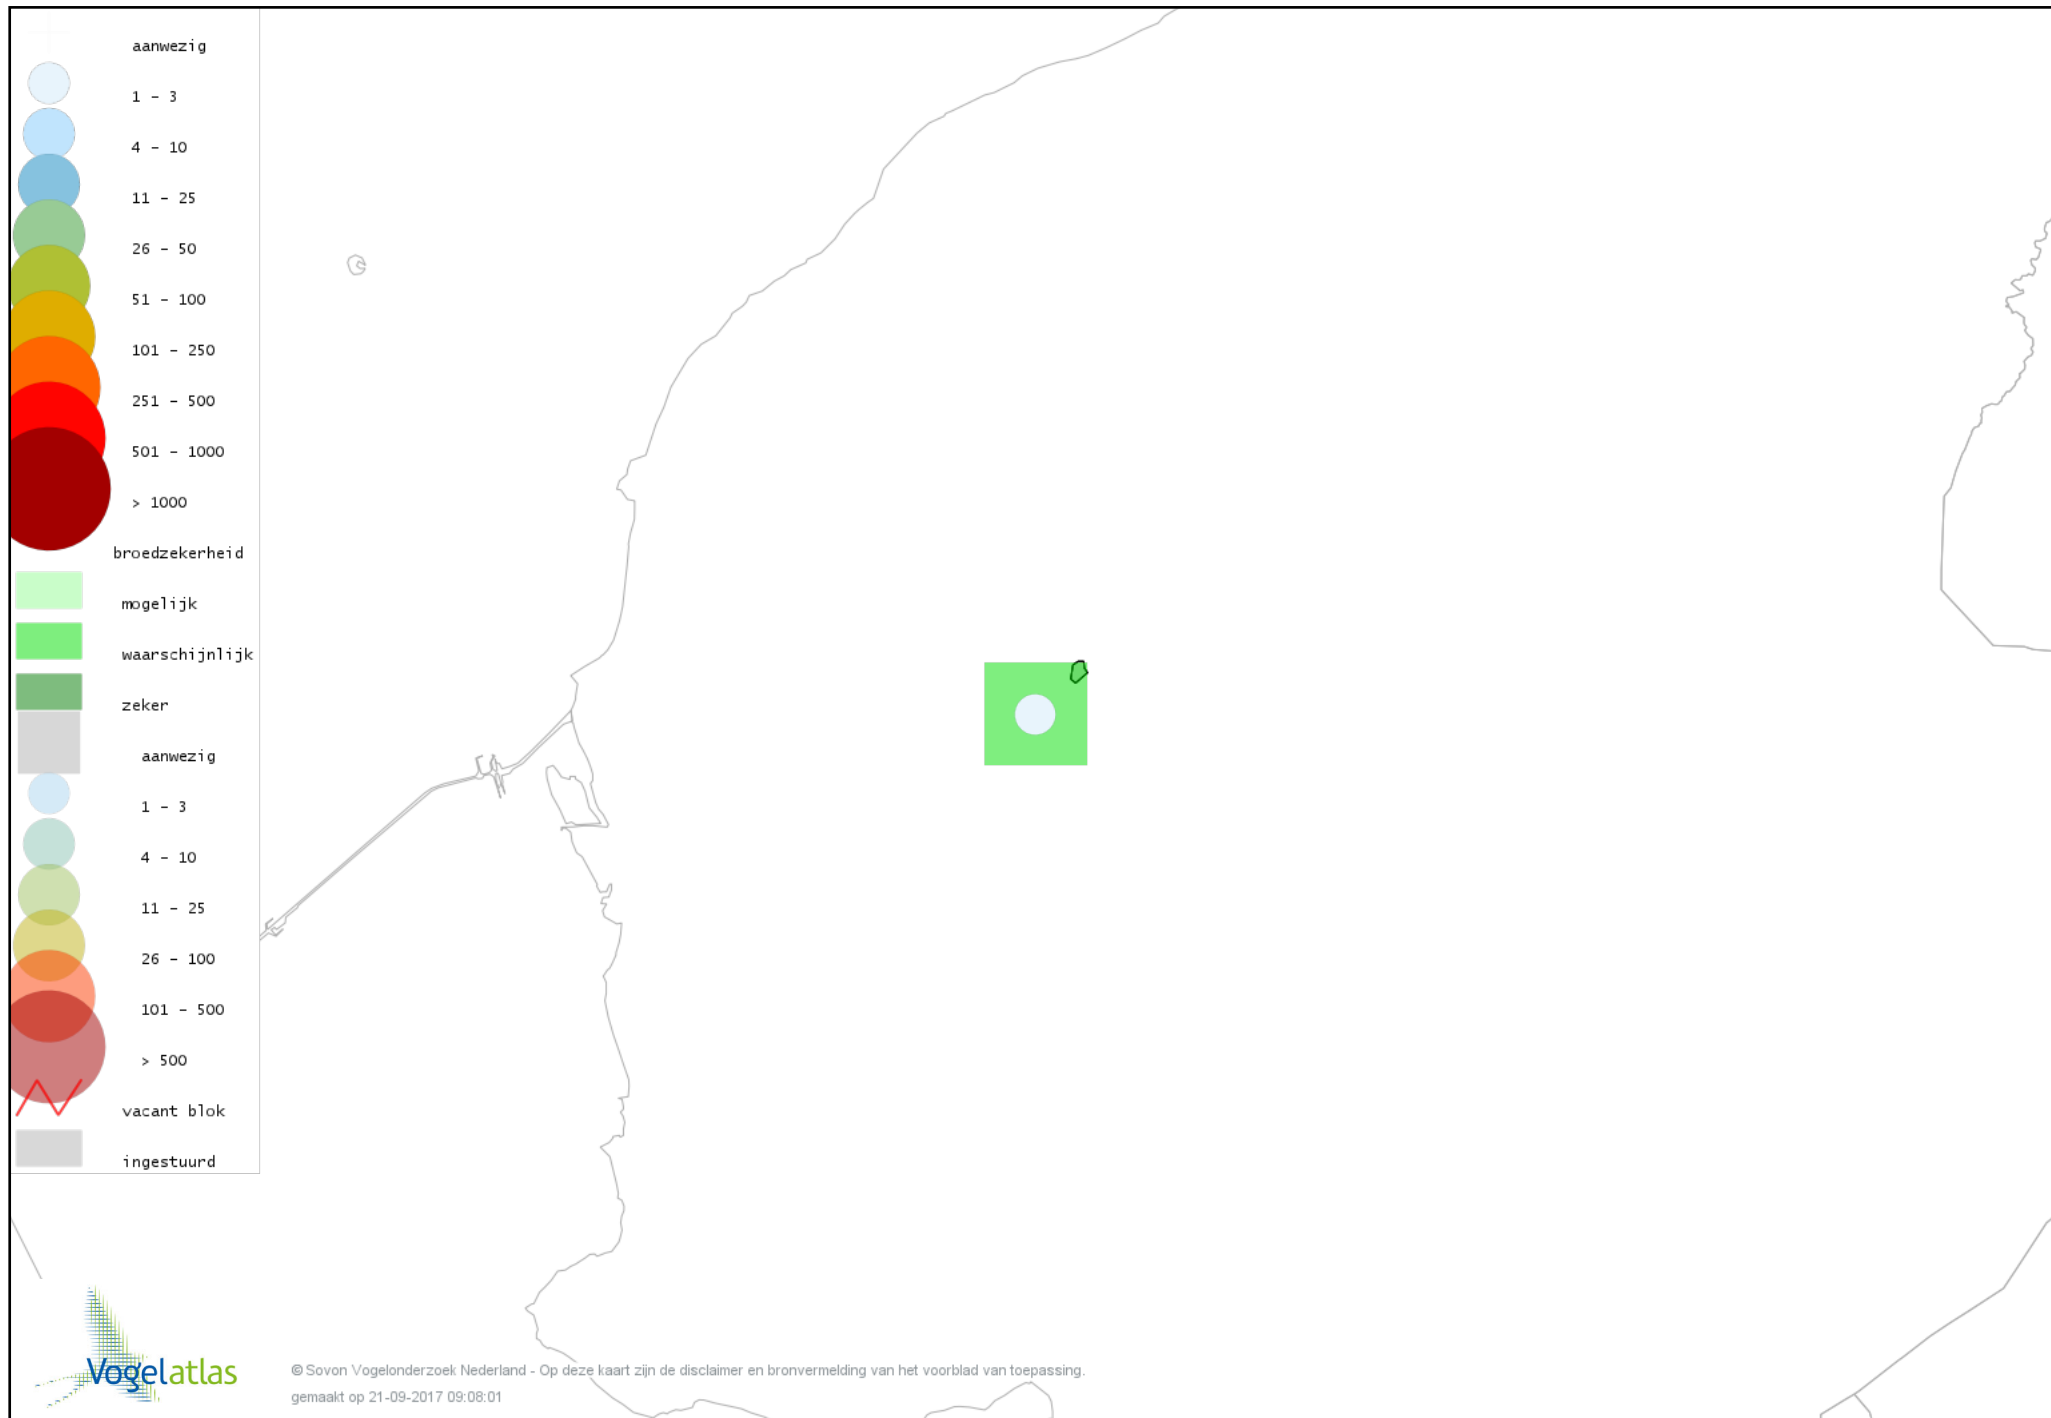 aanwezig
1 - 3
4 - 10
11 - 25
26 - 50
51 - 100
101 - 250
251 - 500
501 - 1000
> 1000
broedzekerheid
mogelijk
waarschijnlijk
zeker
aanwezig
1 - 3
4 - 10
11 - 25
26 - 100
101 - 500
> 500
vacant blok
ingestuurd
Vogelatlas
© Sovon Vogelonderzoek Nederland - Op deze kaart zijn de disclaimer en bronvermelding van het voorblad van toepassing.
gemaakt op 21-09-2017 09:08:01